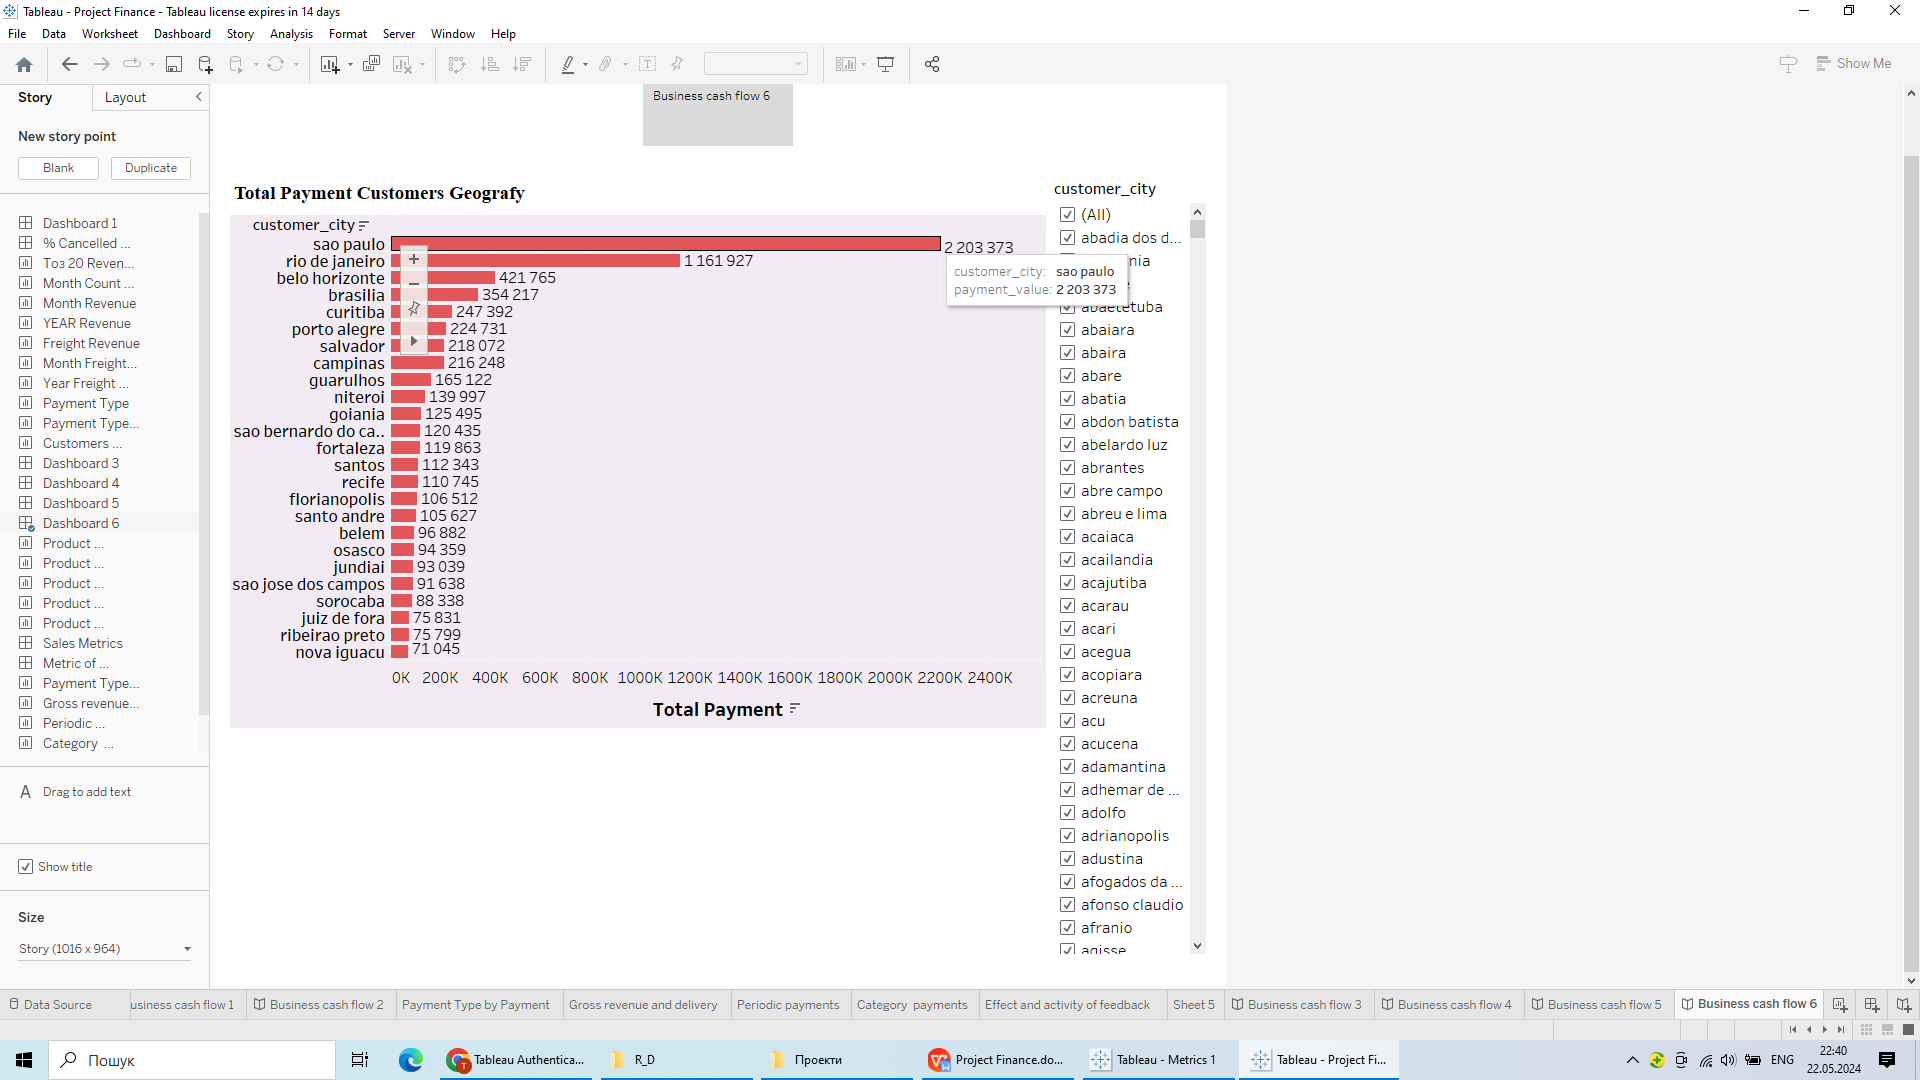 Tableau - Project Finance - Tableau license expires in 14 days
File Data Worksheet Dashboard Story Analysis Format Server Window Help
Show Me
Story Layout
New story point
Blank Duplicate
Dashboard 1
% Cancelled ...
Тоз 20 Reven...
Month Count ...
Month Revenue
YEAR Revenue
Freight Revenue
Month Freight...
Year Freight ...
Payment Type
Payment Type...
Customers ...
Dashboard 3
Dashboard 4
Dashboard 5
Dashboard 6
Product ...
Product ...
Product ...
Product ...
Product ...
Sales Metrics
Metric of ...
Payment Type...
Gross revenue...
Periodic ...
Category ...
A Drag to add text
Show title
Size
Story (1016 x 964)
Business cash flow 6
Total Payment Customers Geografy
customer_city
sao paulo 2 203 373
rio de janeiro 1 161 927
belo horizonte 421 765
brasilia 354 217
curitiba 247 392
porto alegre 224 731
salvador 218 072
campinas 216 248
guarulhos 165 122
niteroi 139 997
goiania 125 495
sao bernardo do ca.. 120 435
fortaleza 119 863
santos 112 343
recife 110 745
florianopolis 106 512
santo andre 105 627
belem 96 882
osasco 94 359
jundiai 93 039
sao jose dos campos 91 638
sorocaba 88 338
juiz de fora 75 831
ribeirao preto 75 799
nova iguacu 71 045
0K 200K 400K 600K 800K 1000K 1200K 1400K 1600K 1800K 2000K 2200K 2400K
Total Payment
customer_city: sao paulo
payment_value: 2 203 373
customer_city
(All)
abadia dos d...
abaetetuba
abaiara
abaira
abare
abatia
abdon batista
abelardo luz
abrantes
abre campo
abreu e lima
acaiaca
acailandia
acajutiba
acarau
acari
acegua
acopiara
acreuna
acu
acucena
adamantina
adhemar de ...
adolfo
adrianopolis
adustina
afogados da ...
afonso claudio
afranio
agisse
Data Source usiness cash flow 1 Business cash flow 2 Payment Type by Payment Gross revenue and delivery Periodic payments Category payments Effect and activity of feedback Sheet 5 Business cash flow 3 Business cash flow 4 Business cash flow 5 Business cash flow 6
Пошук Tableau Authentica... R_D Проекти Project Finance.do... Tableau - Metrics 1 Tableau - Project Fi... ENG 22:40
22.05.2024